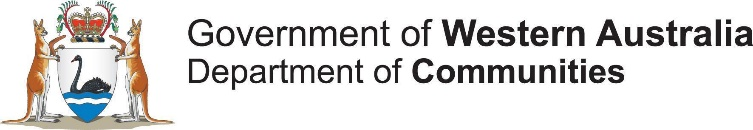 Government of Western Australia
Department of Communities